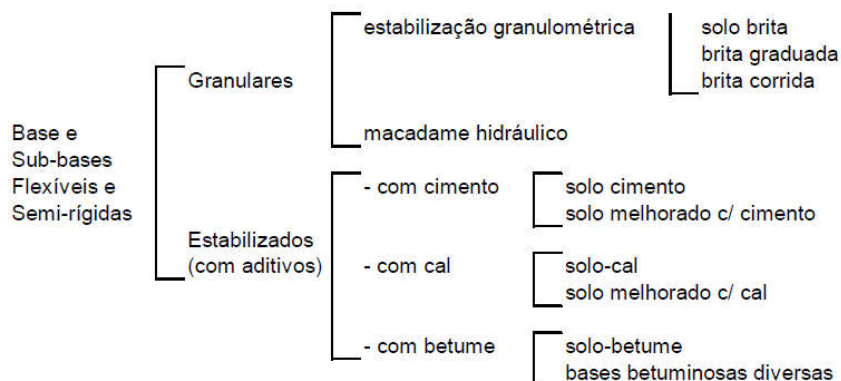 Base e
Sub-bases
Flexíveis e
Semi-rígidas
Granulares
estabilização granulométrica
solo brita
brita graduada
brita corrida
macadame hidráulico
Estabilizados
(com aditivos)
- com cimento
solo cimento
solo melhorado c/ cimento
- com cal
solo-cal
solo melhorado c/ cal
- com betume
solo-betume
bases betuminosas diversas